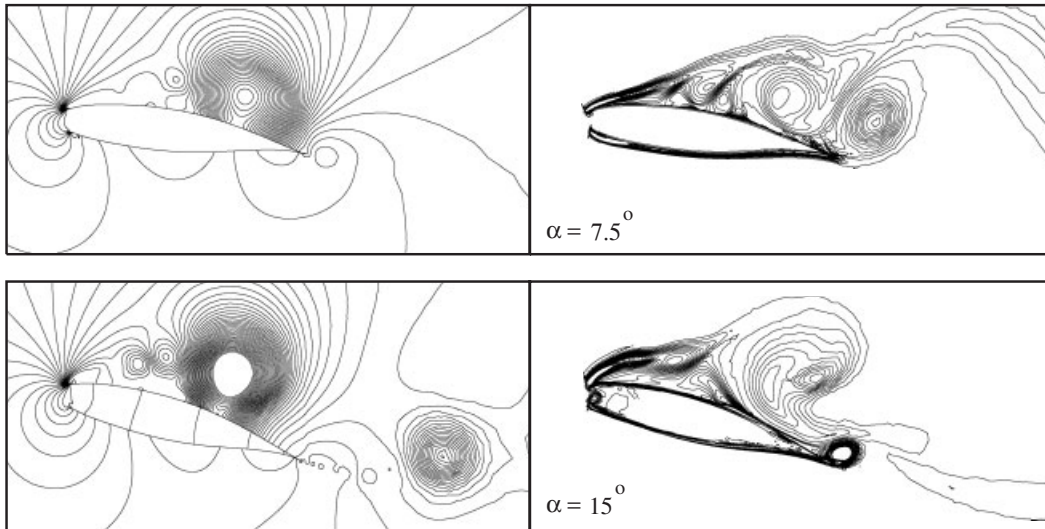 α = 7.5°
α = 15°